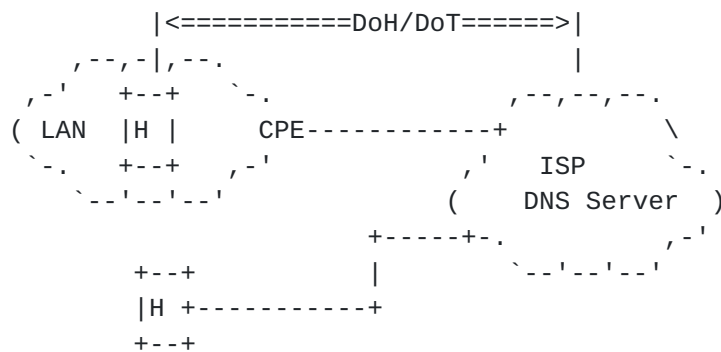 |<===========DoH/DoT======>|
,--,-|,--. |
,-' +--+ `-. ,--,--,--.
( LAN |H | CPE------------+ \
`-. +--+ ,-' ,' ISP `-.
`--'--'--' ( DNS Server )
+-----+-. ,-'
+--+ | `--'--'--'
|H +-----------+
+--+